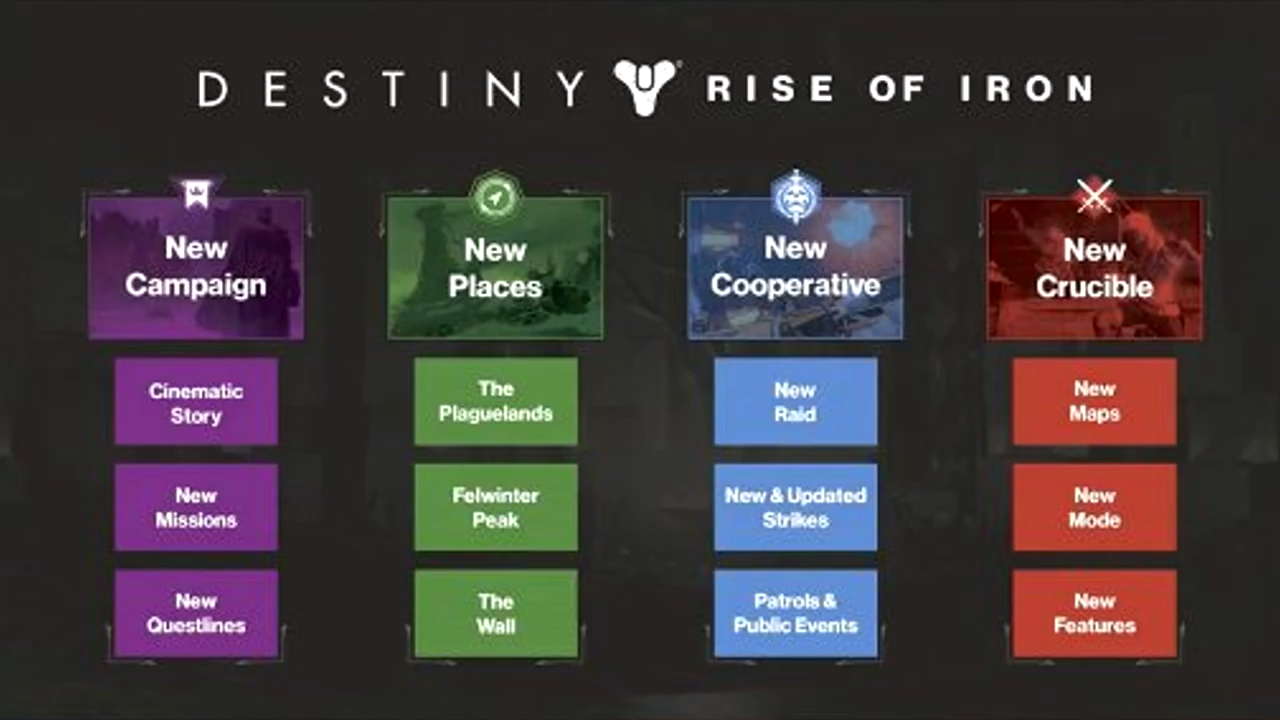 DESTINY RISE OF IRON
New
Campaign
Cinematic
Story
New
Missions
New
Questlines
New
Places
The
Plaguelands
Felwinter
Peak
The
Wall
New
Cooperative
New
Raid
New & Updated
Strikes
Patrols &
Public Events
New
Crucible
New
Maps
New
Mode
New
Features